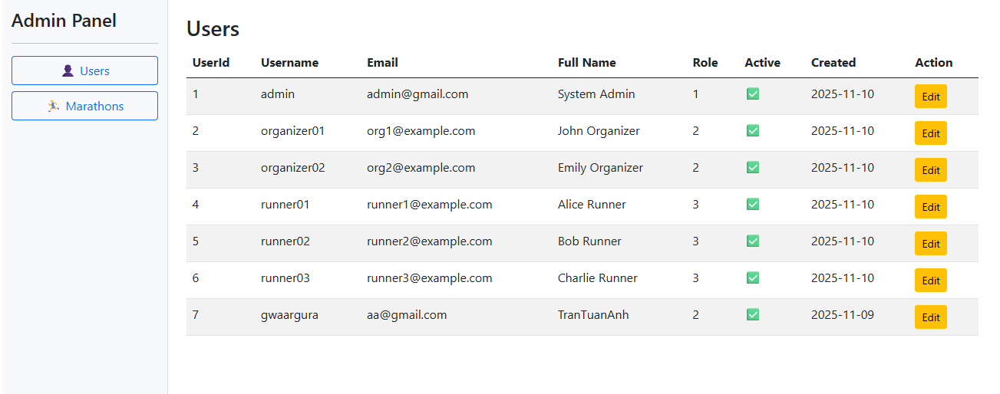 Admin Panel
👤 Users
🏃 Marathons
Users
UserId Username Email Full Name Role Active Created Action
1 admin admin@gmail.com System Admin 1 ✅ 2025-11-10 Edit
2 organizer01 org1@example.com John Organizer 2 ✅ 2025-11-10 Edit
3 organizer02 org2@example.com Emily Organizer 2 ✅ 2025-11-10 Edit
4 runner01 runner1@example.com Alice Runner 3 ✅ 2025-11-10 Edit
5 runner02 runner2@example.com Bob Runner 3 ✅ 2025-11-10 Edit
6 runner03 runner3@example.com Charlie Runner 3 ✅ 2025-11-10 Edit
7 gwaargura aa@gmail.com TranTuanAnh 2 ✅ 2025-11-09 Edit